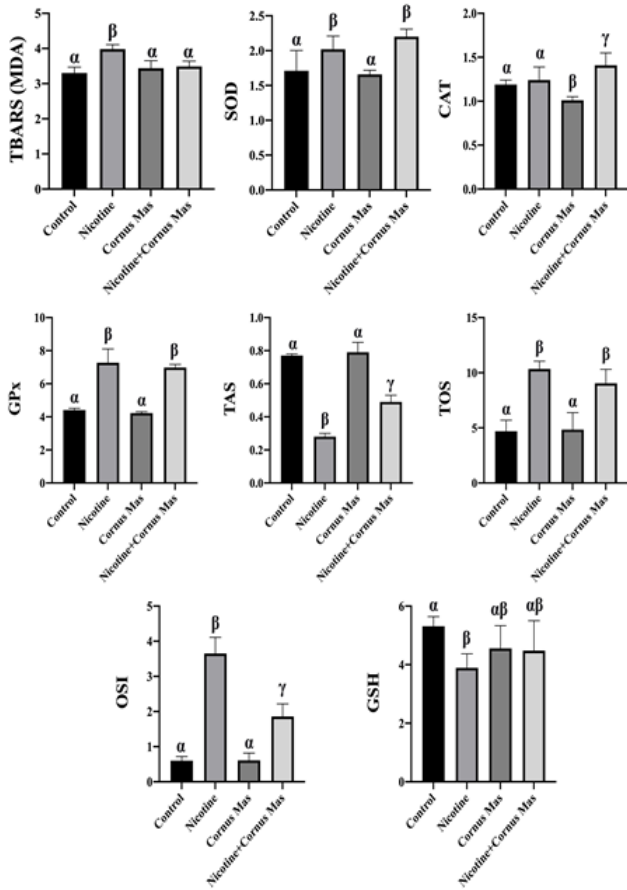 TBARS (MDA)
5
4
3
2
1
0
α
β
α
α
Control
Nicotine
Cornus Mas
Nicotine+Cornus Mas
SOD
2.5
2.0
1.5
1.0
0.5
0.0
α
β
α
β
Control
Nicotine
Cornus Mas
Nicotine+Cornus Mas
CAT
2.0
1.5
1.0
0.5
0.0
α
α
β
γ
Control
Nicotine
Cornus Mas
Nicotine+Cornus Mas
GPx
10
8
6
4
2
0
α
β
α
β
Control
Nicotine
Cornus Mas
Nicotine+Cornus Mas
TAS
1.0
0.8
0.6
0.4
0.2
0.0
α
β
α
γ
Control
Nicotine
Cornus Mas
Nicotine+Cornus Mas
TOS
15
10
5
0
α
β
α
β
Control
Nicotine
Cornus Mas
Nicotine+Cornus Mas
OSI
5
4
3
2
1
0
α
β
α
γ
Control
Nicotine
Cornus Mas
Nicotine+Cornus Mas
GSH
6
4
2
0
α
β
αβ
αβ
Control
Nicotine
Cornus Mas
Nicotine+Cornus Mas